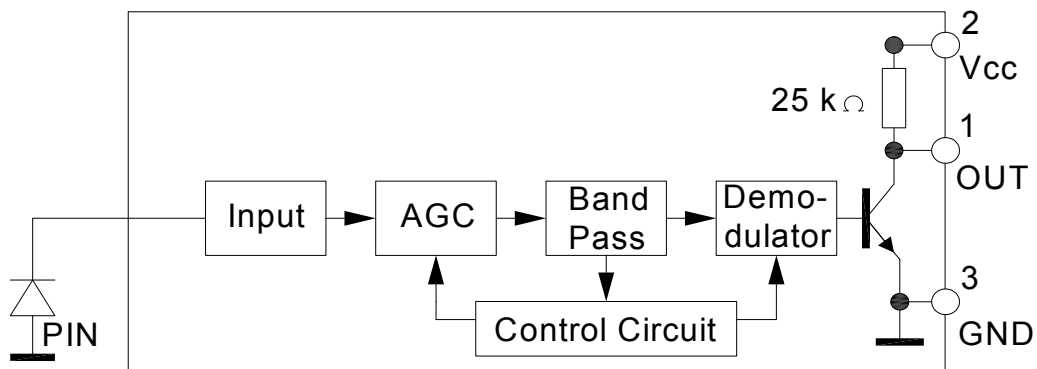 2
Vcc
25 kΩ
1
OUT
Input
AGC
Band
Pass
Demo-
dulator
3
GND
PIN
Control Circuit